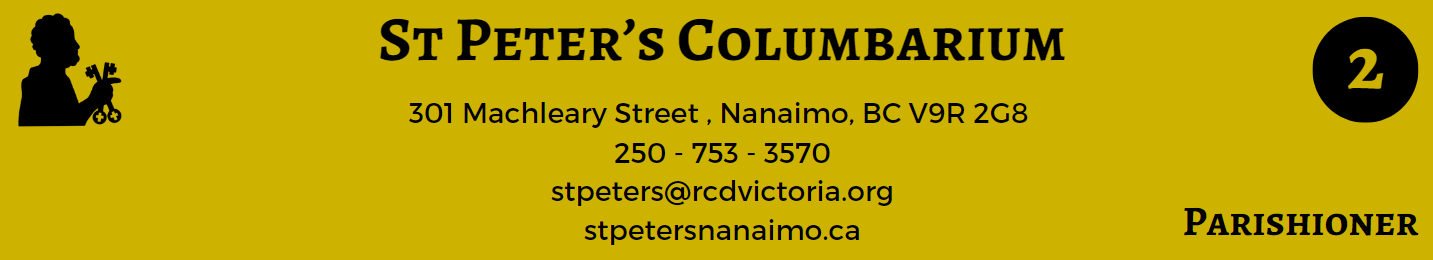 St Peter's Columbarium
2
301 Machleary Street , Nanaimo, BC V9R 2G8
250 - 753 - 3570
stpeters@rcdvictoria.org
stpetersnanaimo.ca
Parishioner